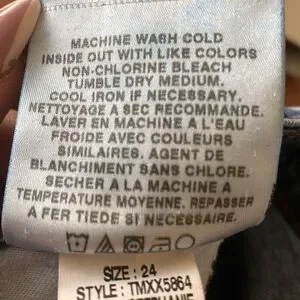 MACHINE WASH COLD
INSIDE OUT WITH LIKE COLORS
NON-CHLORINE BLEACH
TUMBLE DRY MEDIUM.
COOL IRON IF NECESSARY.
NETTOYAGE A SEC RECOMMANDE.
LAVER EN MACHINE A L'EAU
FROIDE AVEC COULEURS
SIMILAIRES. AGENT DE
BLANCHIMENT SANS CHLORE.
SECHER A LA MACHINE A
TEMPERATURE MOYENNE. REPASSER
A FER TIEDE SI NECESSAIRE.
SIZE : 24
STYLE : TMXX5864